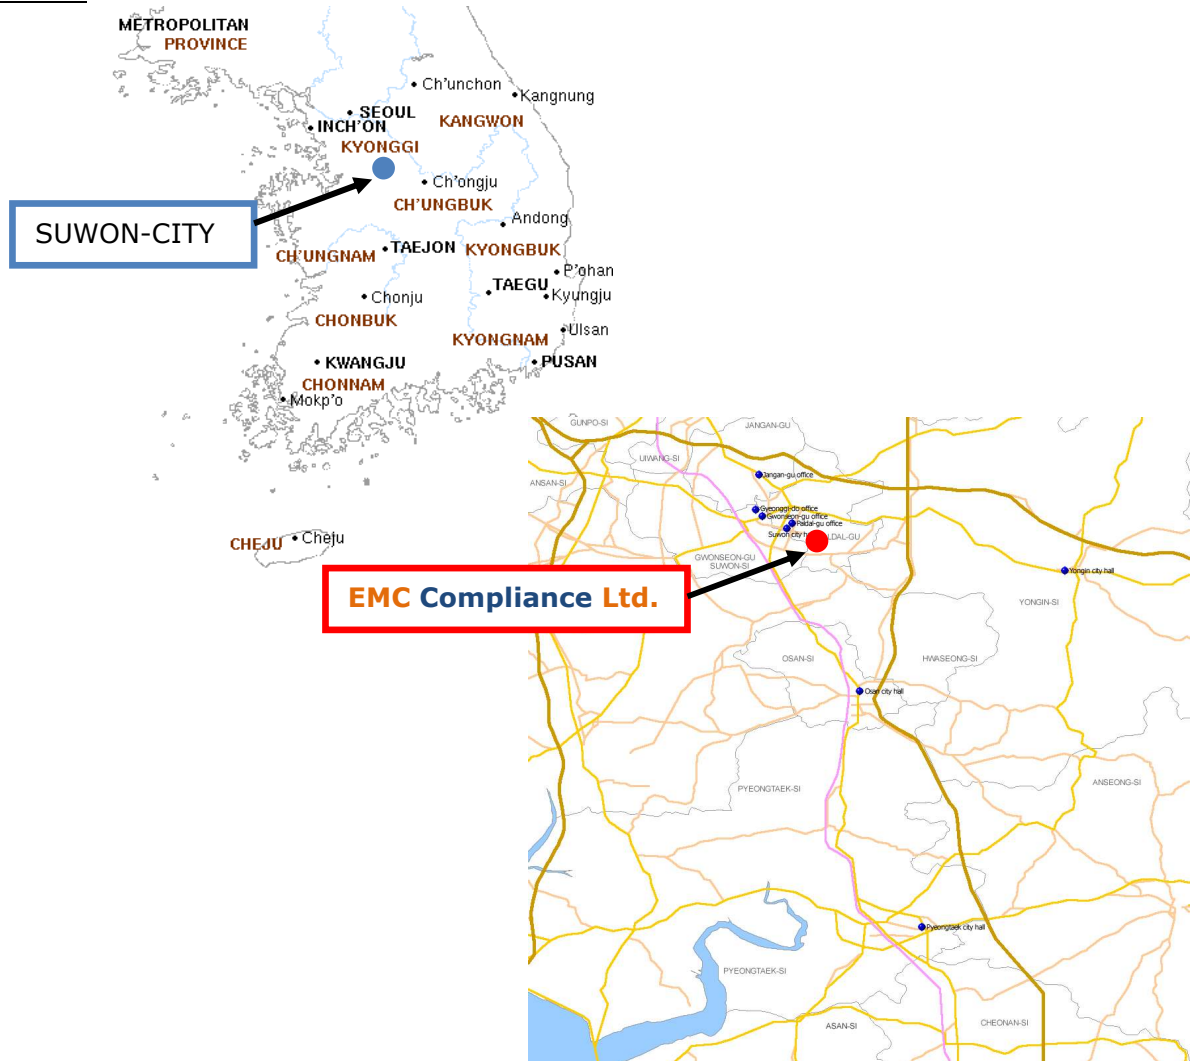 METROPOLITAN
PROVINCE
Ch'unchon
Kangnung
SEOUL
INCH'ON
KANGWON
KYONGGI
Ch'ongju
CH'UNGBUK
SUWON-CITY
Andong
TAEJON
KYONGBUK
CH'UNGNAM
P'ohan
TAEGU
Kyungju
Chonju
CHONBUK
Ulsan
KYONGNAM
KWANGJU
PUSAN
CHONNAM
Mokp'o
CHEJU
Cheju
GUNPO-SI
JANGAN-GU
UIWANG-SI
Jangan-gu office
ANSAN-SI
Gyeonggi-do office
Gwonseon-gu office
Paldal-gu office
Suwon city h
LDAL-GU
GWONSEON-GU
SUWON-SI
Yongin city hall
EMC Compliance Ltd.
YONGIN-SI
OSAN-SI
HWASEONG-SI
Osan city hall
PYEONGTAEK-SI
ANSEONG-SI
Pyeongtaek city hall
PYEONGTAEK-SI
ASAN-SI
CHEONAN-SI